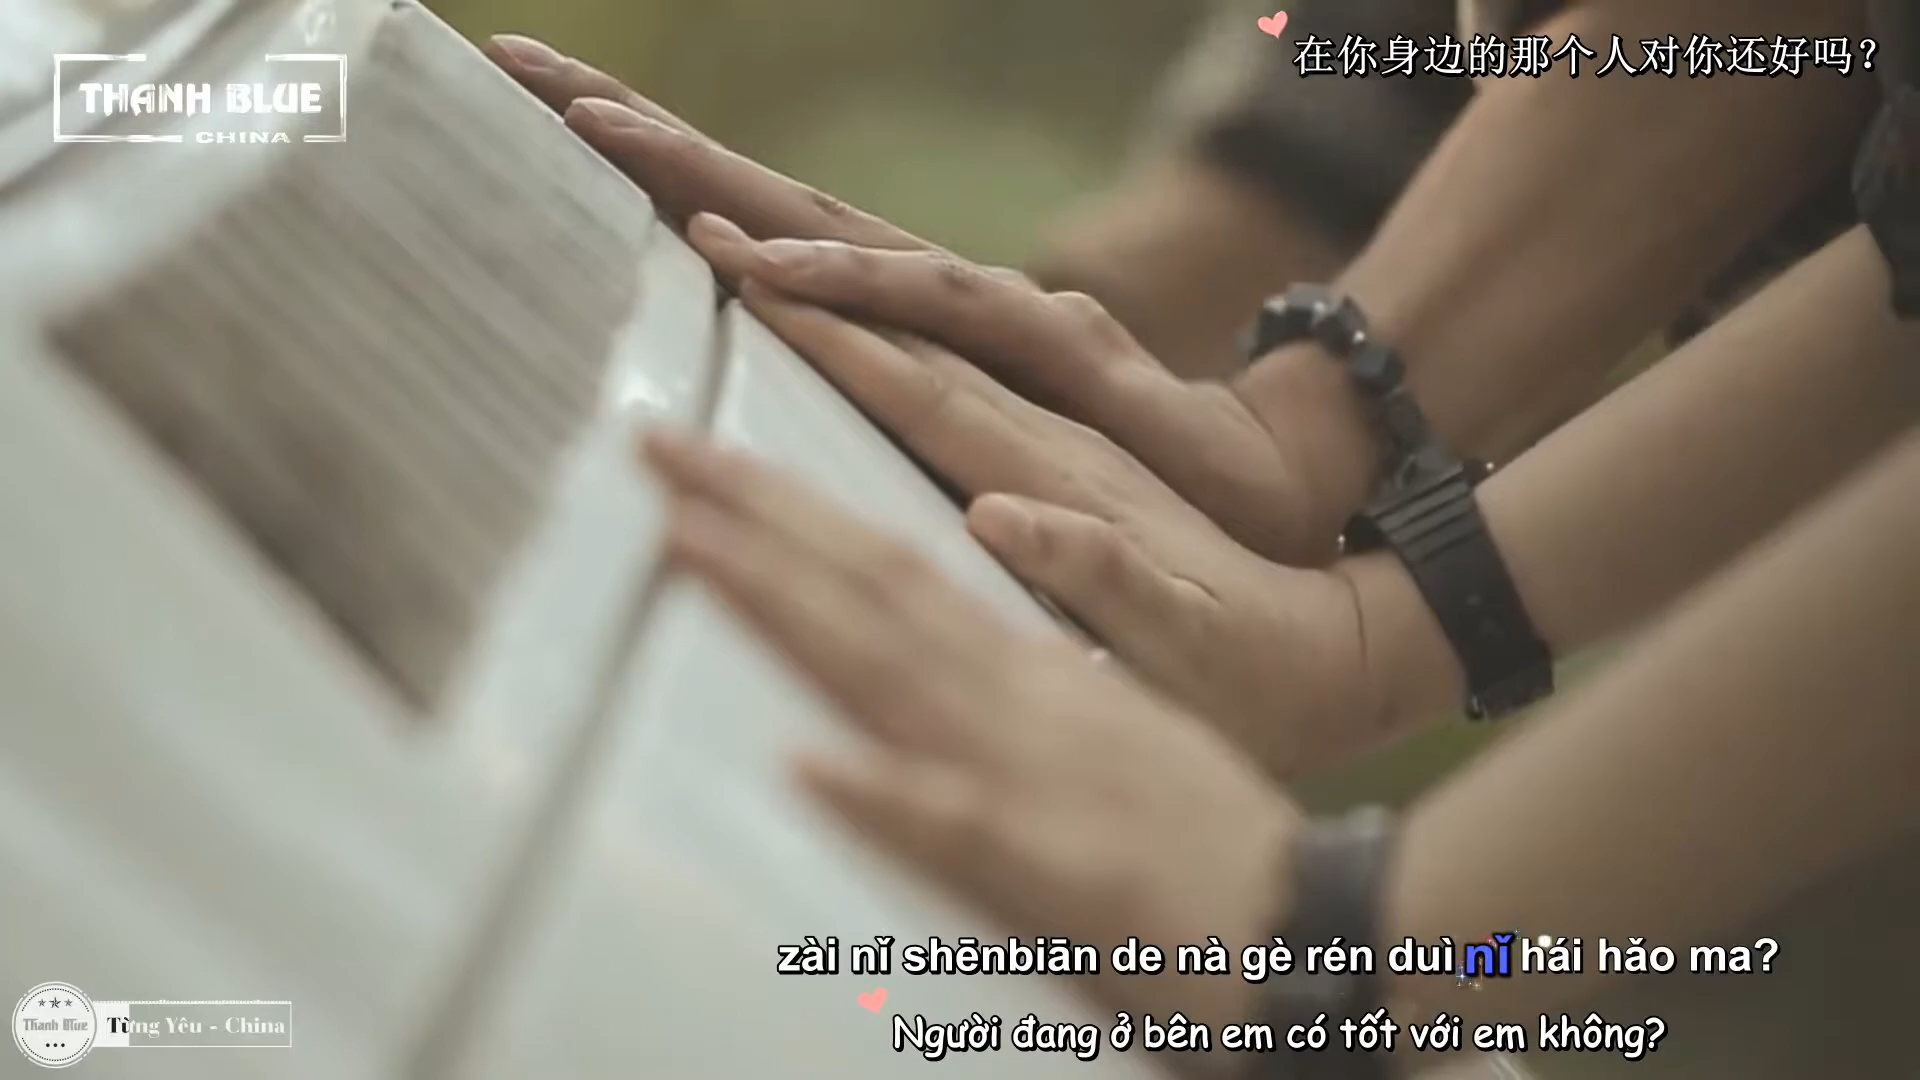 在你身边的那个人对你还好吗?
THANH BLUE
CHINA
zài nǐ shēnbiān de nà gè rén duì nǐ hái hǎo ma?
Người đang ở bên em có tốt với em không?
Thanh Blue
Từng Yêu - China